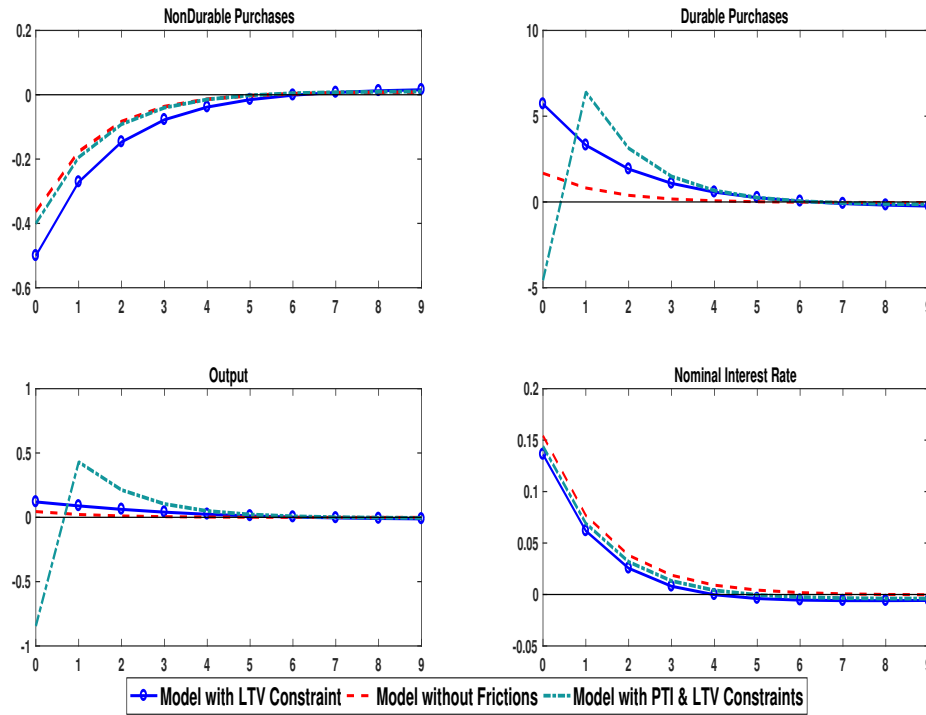 NonDurable Purchases
0.2
0
-0.2
-0.4
-0.6
0 1 2 3 4 5 6 7 8 9
Durable Purchases
10
5
0
-5
0 1 2 3 4 5 6 7 8 9
Output
1
0.5
0
-0.5
-1
0 1 2 3 4 5 6 7 8 9
Nominal Interest Rate
0.2
0.15
0.1
0.05
0
-0.05
0 1 2 3 4 5 6 7 8 9
Model with LTV Constraint Model without Frictions Model with PTI & LTV Constraints